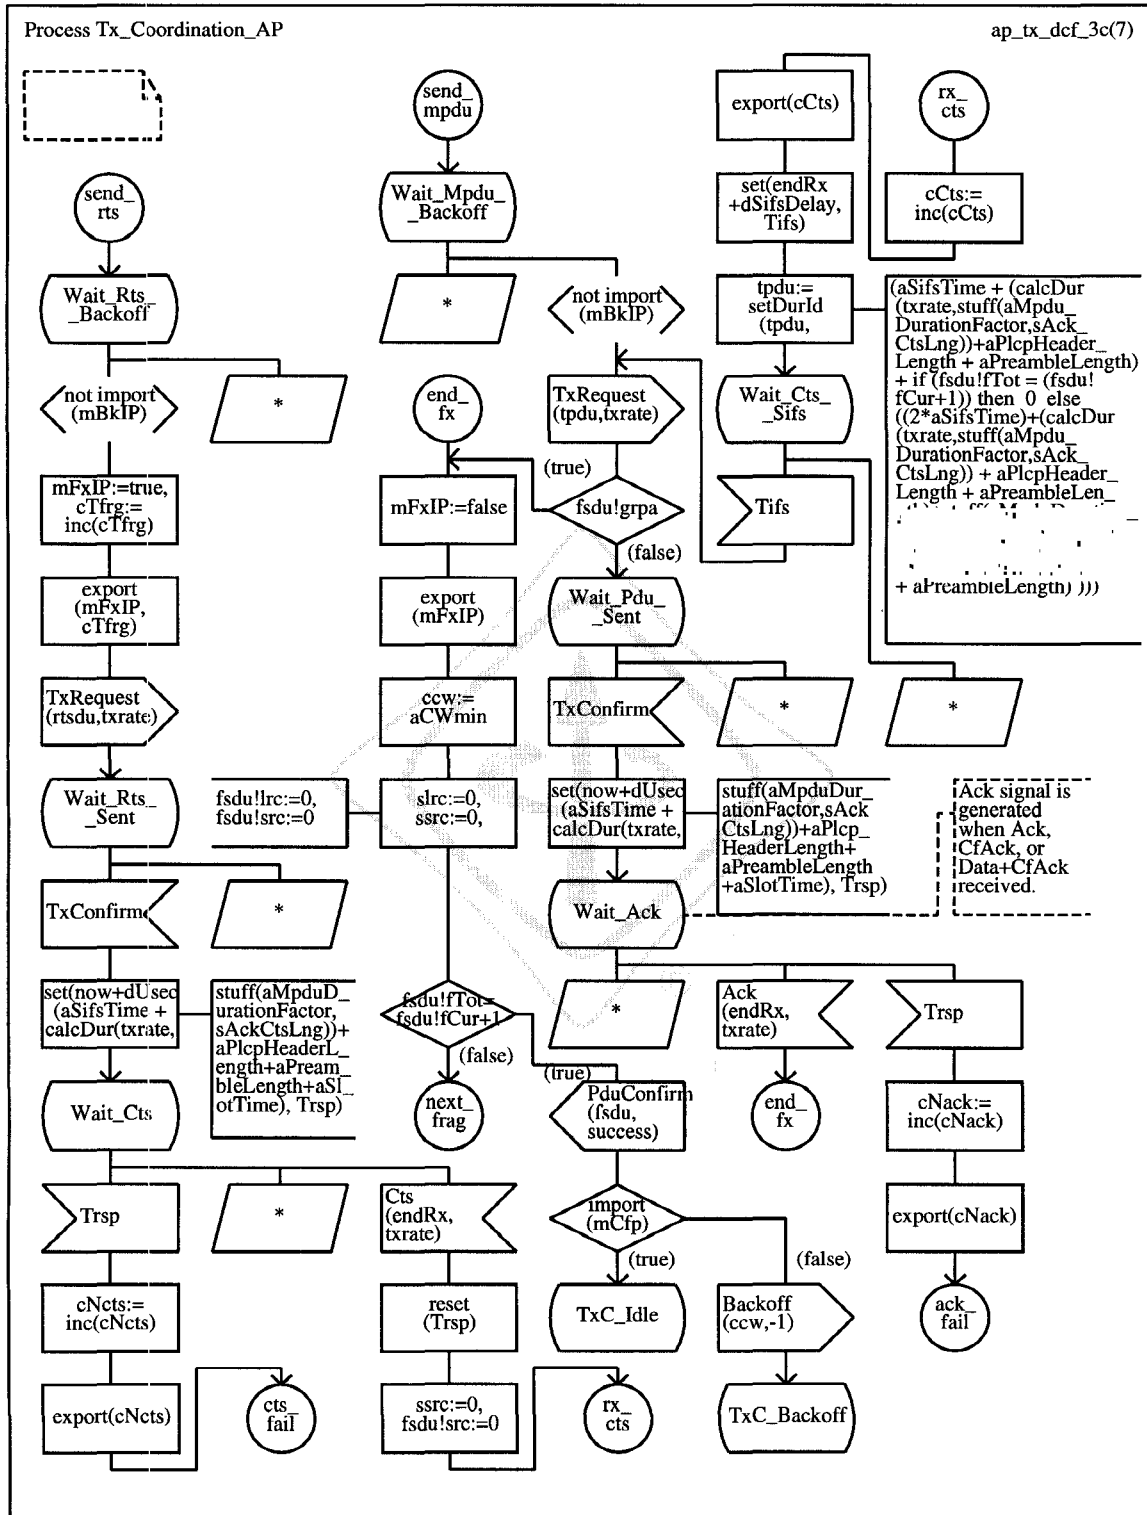 Process Tx_Coordination_AP
ap_tx_dcf_3c(7)
send_
rts
Wait_Rts_
_Backoff
not import
(mBkIP)
*
mFxIP:=true,
cTfrg:=
inc(cTfrg)
export
(mFxIP,
cTfrg)
TxRequest
(rtsdu,txrate)
Wait_Rts_
_Sent
TxConfirm
*
set(now+dUsec
(aSifsTime +
calcDur(txrate,
stuff(aMpduD_
urationFactor,
sAckCtsLng))+
aPlcpHeaderL_
ength+aPream_
bleLength+aSl_
otTime), Trsp)
Wait_Cts
Trsp
*
Cts
(endRx,
txrate)
cNcts:=
inc(cNcts)
export(cNcts)
cts_
fail
reset
(Trsp)
ssrc:=0,
fsdu!src:=0
rx_
cts
send_
mpdu
Wait_Mpdu_
_Backoff
*
not import
(mBkIP)
end_
fx
TxRequest
(tpdu,txrate)
(true)
mFxIP:=false
fsdu!grpa
(false)
export
(mFxIP)
Wait_Pdu_
_Sent
ccw:=
aCWmin
TxConfirm
*
*
fsdu!lrc:=0,
fsdu!src:=0
slrc:=0,
ssrc:=0,
set(now+dUsec
(aSifsTime +
calcDur(txrate,
stuff(aMpduDur_
ationFactor,sAck
CtsLng))+aPlcp_
HeaderLength+
aPreambleLength
+aSlotTime), Trsp)
Ack signal is
generated
when Ack,
CfAck, or
Data+CfAck
received.
Wait_Ack
fsdu!fTot=
fsdu!fCur+1
(false)
(true)
next_
frag
*
Ack
(endRx,
txrate)
Trsp
PduConfirm
(fsdu,
success)
end_
fx
cNack:=
inc(cNack)
import
(mCfp)
(true)
(false)
export(cNack)
TxC_Idle
Backoff
(ccw,-1)
ack_
fail
TxC_Backoff
export(cCts)
rx_
cts
set(endRx
+dSifsDelay,
Tifs)
cCts:=
inc(cCts)
tpdu:=
setDurId
(tpdu,
(aSifsTime + (calcDur
(txrate,stuff(aMpdu_
DurationFactor,sAck_
CtsLng))+aPlcpHeader_
Length + aPreambleLength)
+ if (fsdu!fTot = (fsdu!
fCur+1)) then 0 else
((2*aSifsTime)+(calcDur
(txrate,stuff(aMpdu_
DurationFactor,sAck_
CtsLng)) + aPlcpHeader_
Length + aPreambleLen_
+ aPreambleLength) )))
Wait_Cts_
_Sifs
Tifs